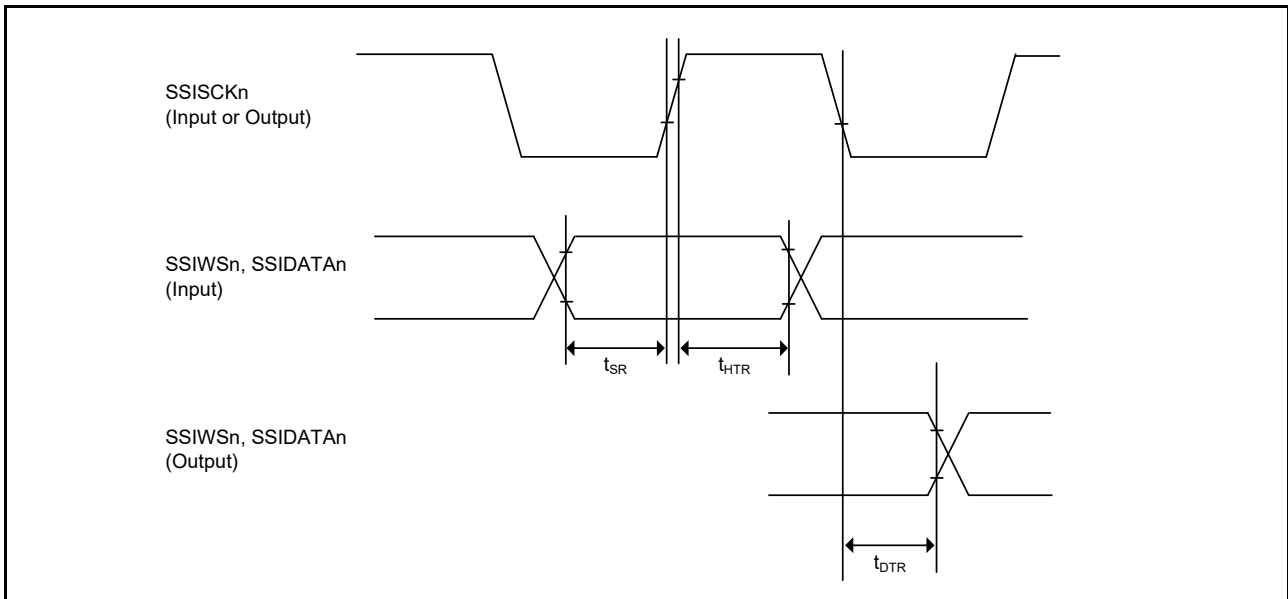 SSISCKn
(Input or Output)
SSIWSn, SSIDATAn
(Input)
tSR
tHTR
SSIWSn, SSIDATAn
(Output)
tDTR